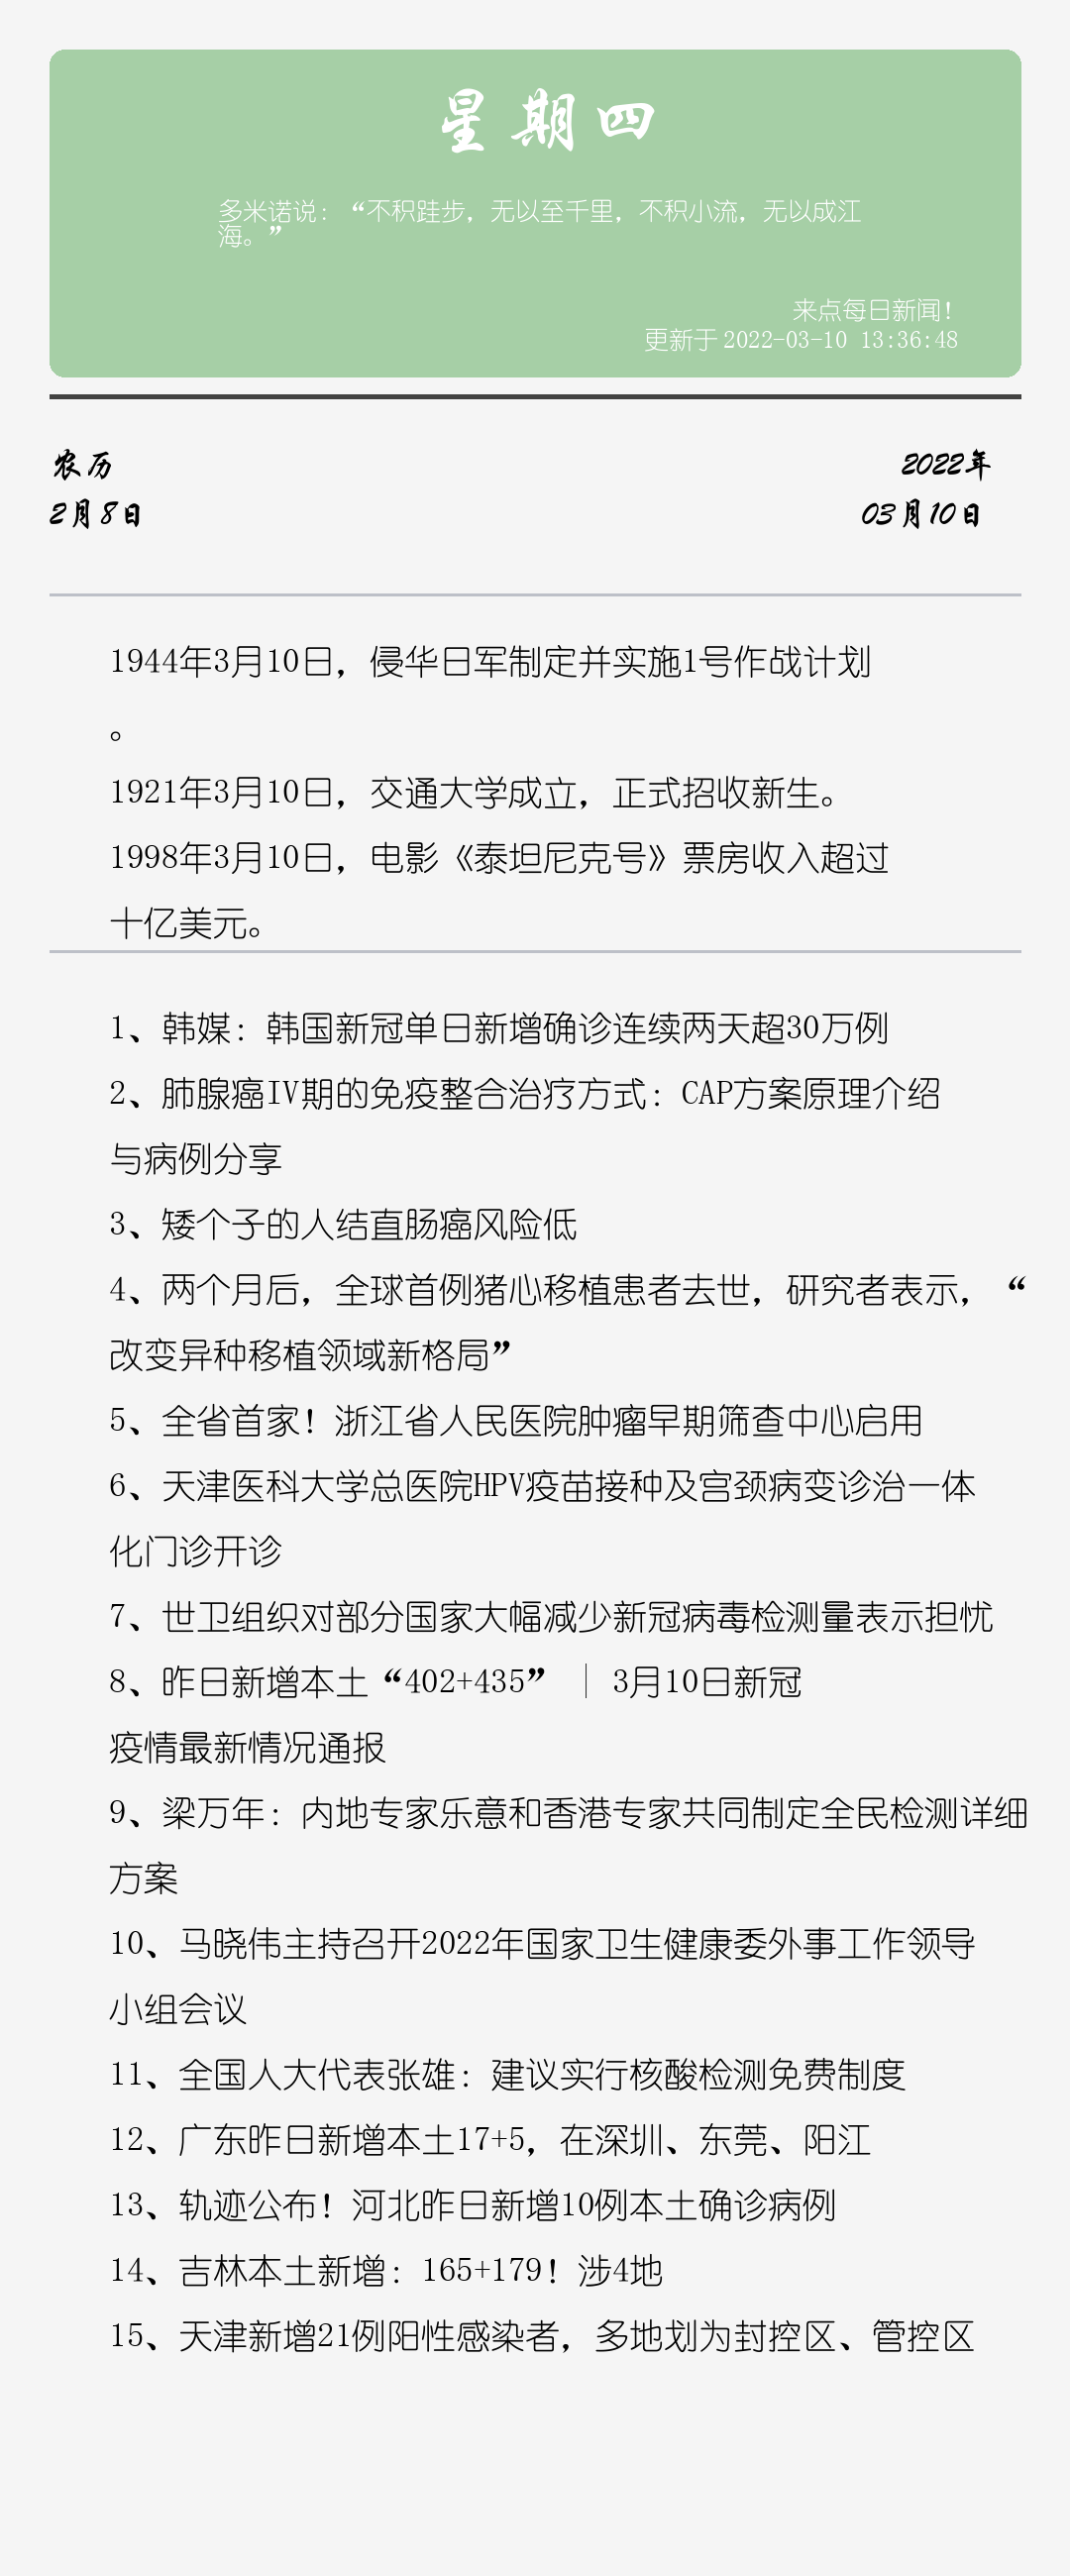 星期四
多米诺说：“不积跬步，无以至千里，不积小流，无以成江
海。”
来点每日新闻！
更新于 2022-03-10 13:36:48
农历
2022年
2月8日
03月10日
1944年3月10日，侵华日军制定并实施1号作战计划
。
1921年3月10日，交通大学成立，正式招收新生。
1998年3月10日，电影《泰坦尼克号》票房收入超过
十亿美元。
1、韩媒：韩国新冠单日新增确诊连续两天超30万例
2、肺腺癌IV期的免疫整合治疗方式：CAP方案原理介绍
与病例分享
3、矮个子的人结直肠癌风险低
4、两个月后，全球首例猪心移植患者去世，研究者表示，“
改变异种移植领域新格局”
5、全省首家！浙江省人民医院肿瘤早期筛查中心启用
6、天津医科大学总医院HPV疫苗接种及宫颈病变诊治一体
化门诊开诊
7、世卫组织对部分国家大幅减少新冠病毒检测量表示担忧
8、昨日新增本土“402+435” ｜ 3月10日新冠
疫情最新情况通报
9、梁万年：内地专家乐意和香港专家共同制定全民检测详细
方案
10、马晓伟主持召开2022年国家卫生健康委外事工作领导
小组会议
11、全国人大代表张雄：建议实行核酸检测免费制度
12、广东昨日新增本土17+5，在深圳、东莞、阳江
13、轨迹公布！河北昨日新增10例本土确诊病例
14、吉林本土新增：165+179！涉4地
15、天津新增21例阳性感染者，多地划为封控区、管控区